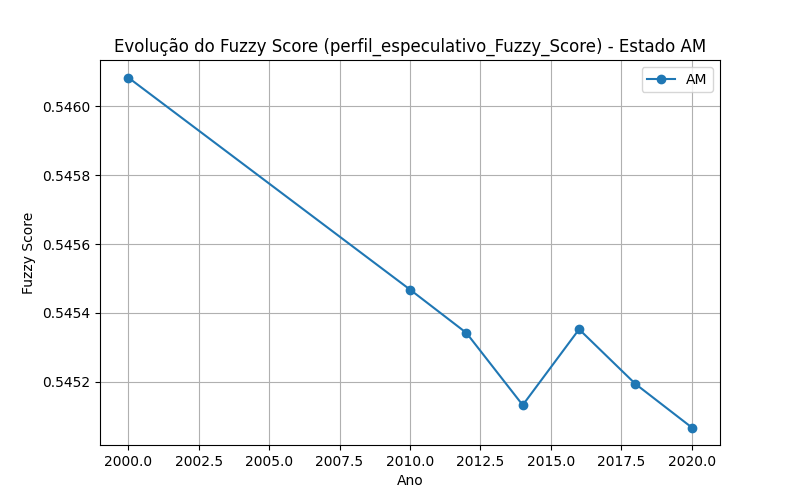 Evolução do Fuzzy Score (perfil_especulativo_Fuzzy_Score) - Estado AM
AM
0.5460
0.5458
0.5456
0.5454
0.5452
Fuzzy Score
2000.0 2002.5 2005.0 2007.5 2010.0 2012.5 2015.0 2017.5 2020.0
Ano